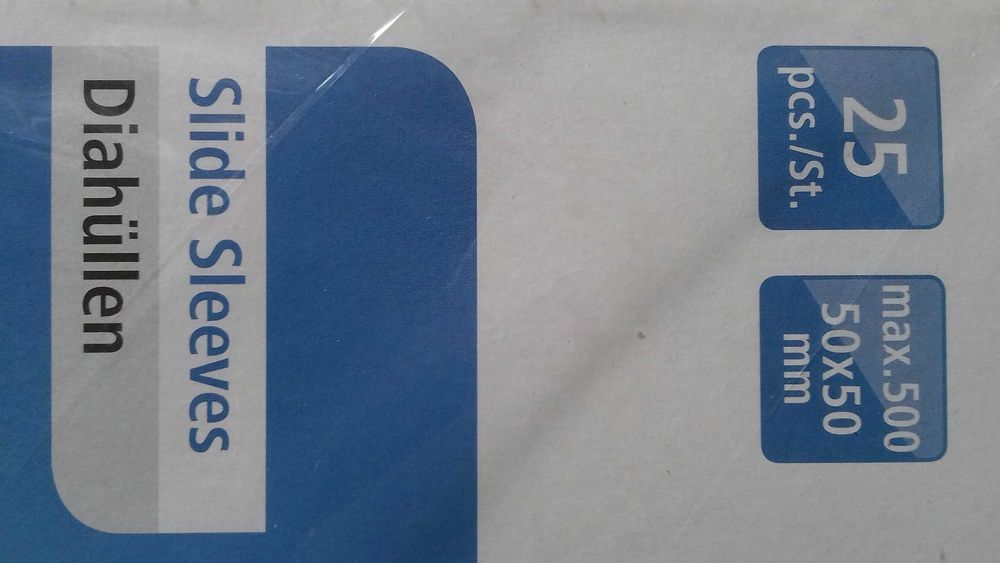 25
pcs./St.
max.500
50x50
mm
Slide Sleeves
Diahüllen